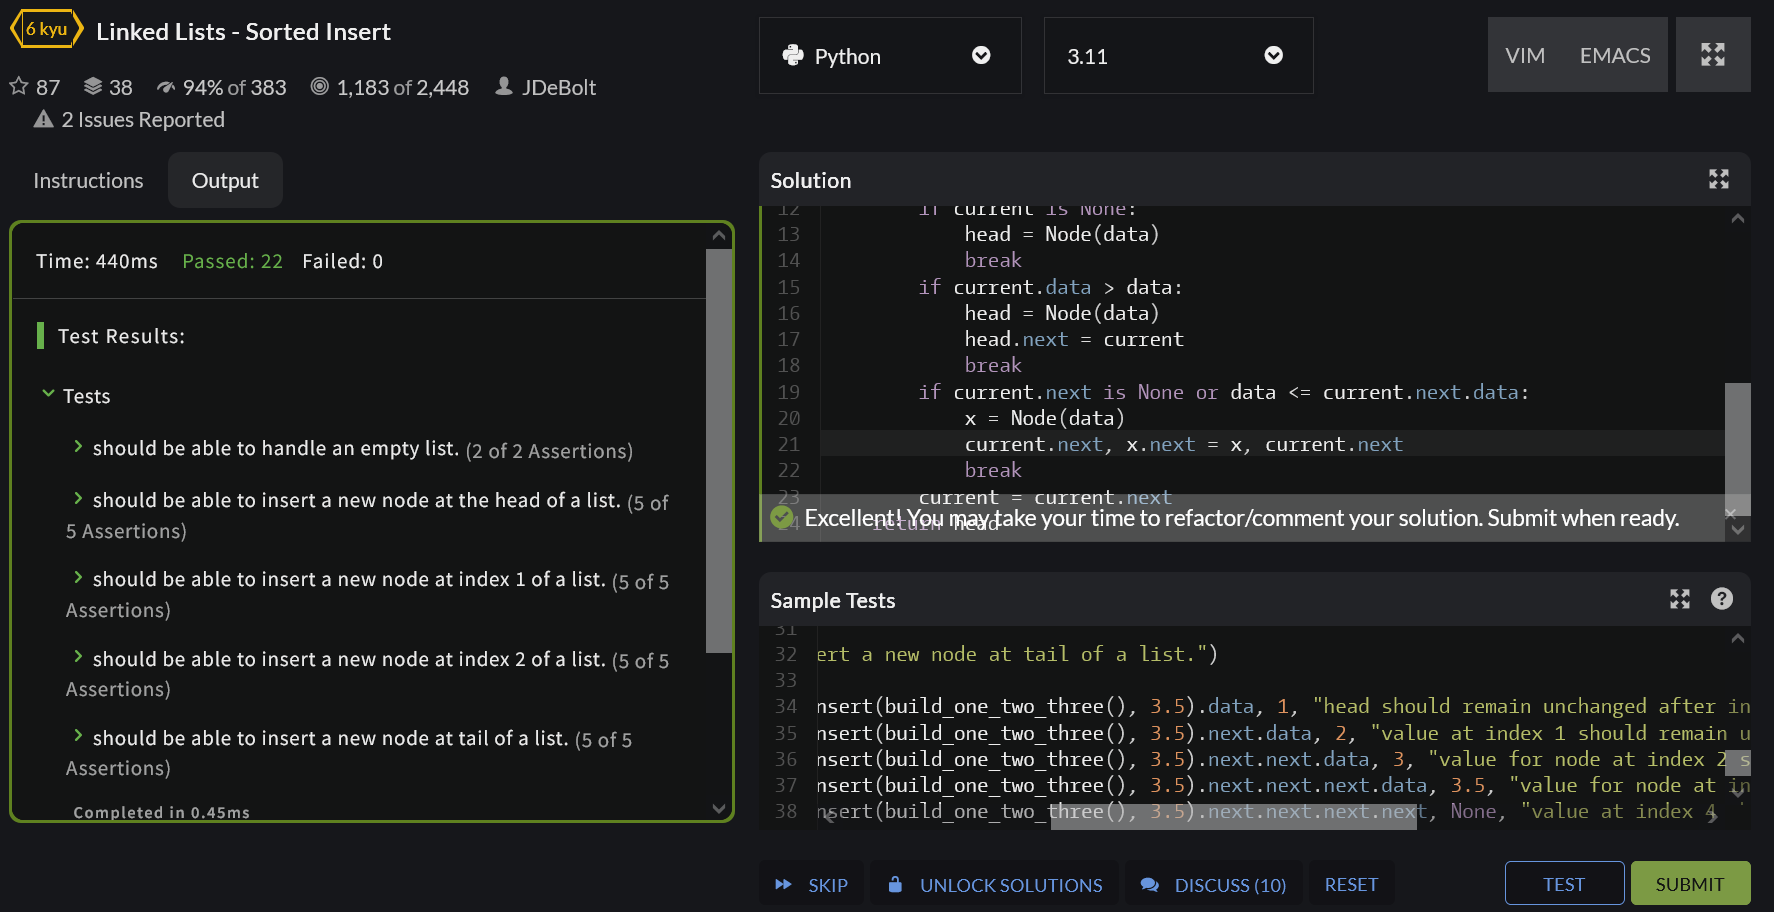 6 kyu
Linked Lists - Sorted Insert
87 38 94% of 383 1,183 of 2,448 JDeBolt
2 Issues Reported
Instructions
Output
Time: 440ms Passed: 22 Failed: 0
Test Results:
Tests
should be able to handle an empty list. (2 of 2 Assertions)
should be able to insert a new node at the head of a list. (5 of
5 Assertions)
should be able to insert a new node at index 1 of a list. (5 of 5
Assertions)
should be able to insert a new node at index 2 of a list. (5 of 5
Assertions)
should be able to insert a new node at tail of a list. (5 of 5
Assertions)
Completed in 0.45ms
Python
3.11
VIM
EMACS
Solution
12 if current is None:
13 head = Node(data)
14 break
15 if current.data > data:
16 head = Node(data)
17 head.next = current
18 break
19 if current.next is None or data <= current.next.data:
20 x = Node(data)
21 current.next, x.next = x, current.next
22 break
23 current = current.next
24 return head
Excellent! You may take your time to refactor/comment your solution. Submit when ready.
Sample Tests
31
32 ert a new node at tail of a list.")
33
34 nsert(build_one_two_three(), 3.5).data, 1, "head should remain unchanged after in
35 nsert(build_one_two_three(), 3.5).next.data, 2, "value at index 1 should remain u
36 nsert(build_one_two_three(), 3.5).next.next.data, 3, "value for node at index 2 s
37 nsert(build_one_two_three(), 3.5).next.next.next.data, 3.5, "value for node at in
38 nsert(build_one_two_three(), 3.5).next.next.next.next, None, "value at index 4
SKIP
UNLOCK SOLUTIONS
DISCUSS (10)
RESET
TEST
SUBMIT